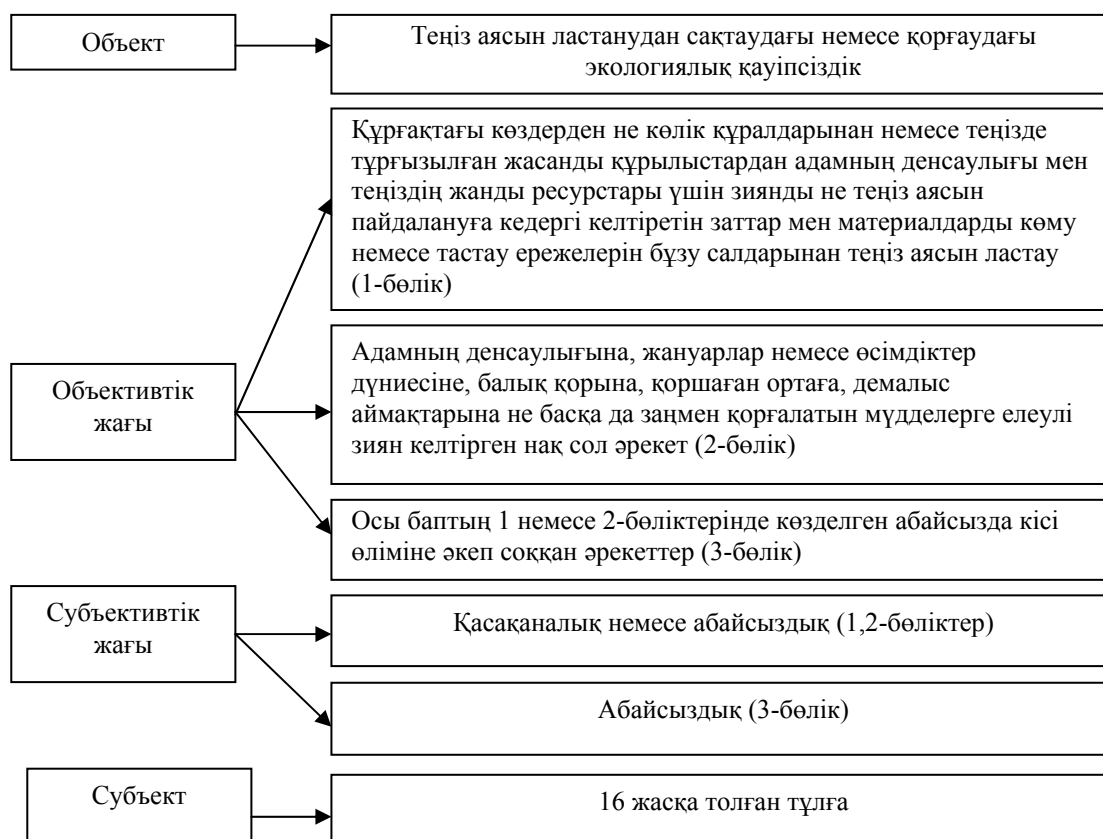 Объект
Теңіз аясын ластанудан сақтаудағы немесе қорғаудағы
экологиялық қауіпсіздік
Құрғақтағы көздерден не көлік құралдарынан немесе теңізде
тұрғызылған жасанды құрылыстардан адамның денсаулығы мен
теңіздің жанды ресурстары үшін зиянды не теңіз аясын
пайдалануға кедергі келтіретін заттар мен материалдарды көму
немесе тастау ережелерін бұзу салдарынан теңіз аясын ластау
(1-бөлік)
Объективтік
жағы
Адамның денсаулығына, жануарлар немесе өсімдіктер
дүниесіне, балық қорына, қоршаған ортаға, демалыс
аймақтарына не басқа да заңмен қорғалатын мүдделерге елеулі
зиян келтірген нақ сол әрекет (2-бөлік)
Осы баптың 1 немесе 2-бөліктерінде көзделген абайсызда кісі
өліміне әкеп соққан әрекеттер (3-бөлік)
Субъективтік
жағы
Қасақаналық немесе абайсыздық (1,2-бөліктер)
Абайсыздық (3-бөлік)
Субъект
16 жасқа толған тұлға